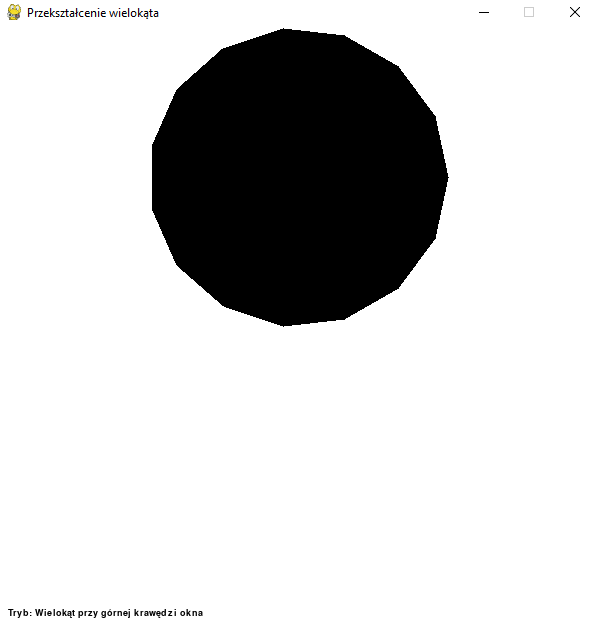 Przekształcenie wielokąta
Tryb: Wielokąt przy górnej krawędzi okna